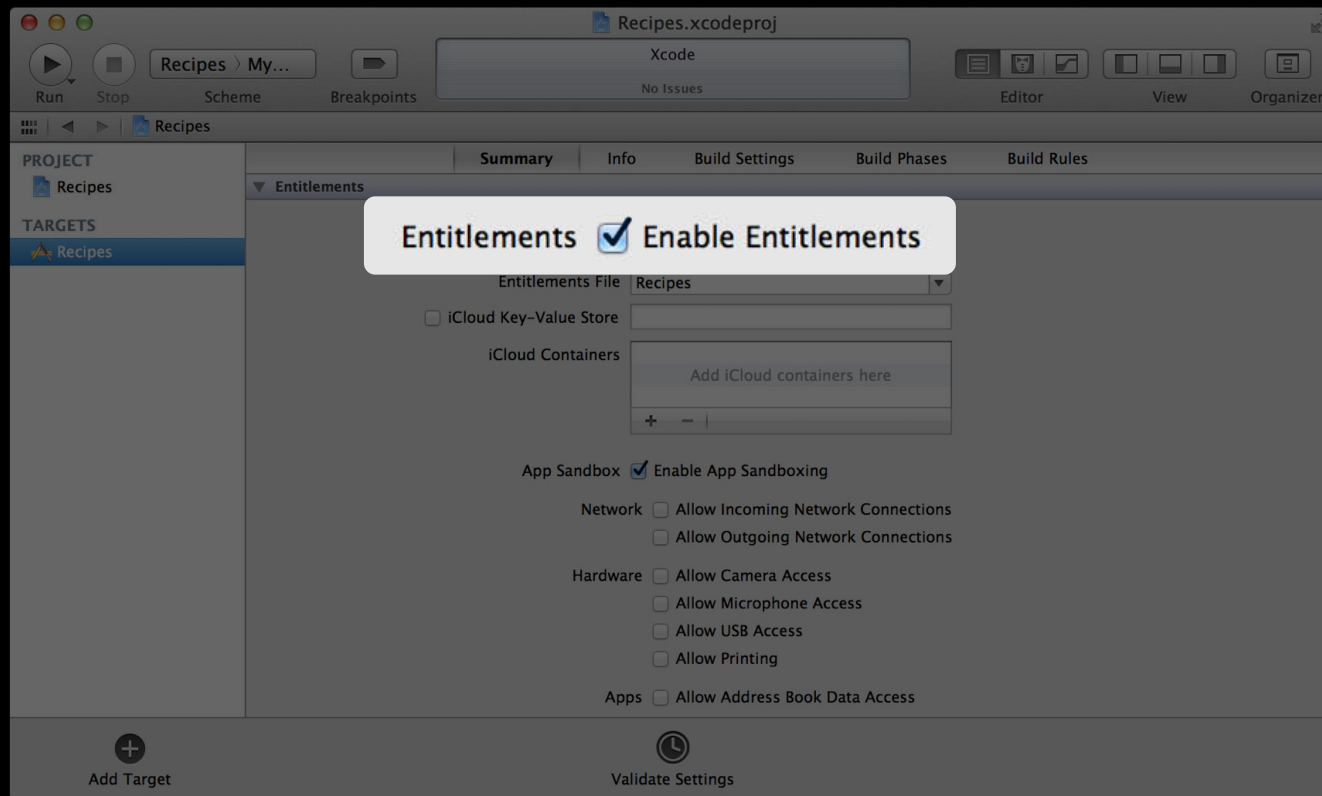 Recipes.xcodeproj
Recipes My...
Xcode
No Issues
Run Stop Scheme Breakpoints Editor View Organizer
Recipes
PROJECT
Recipes
TARGETS
Recipes
Summary Info Build Settings Build Phases Build Rules
Entitlements
Entitlements Enable Entitlements
Entitlements File Recipes
iCloud Key-Value Store
iCloud Containers
Add iCloud containers here
App Sandbox Enable App Sandboxing
Network Allow Incoming Network Connections
Allow Outgoing Network Connections
Hardware Allow Camera Access
Allow Microphone Access
Allow USB Access
Allow Printing
Apps Allow Address Book Data Access
Add Target Validate Settings